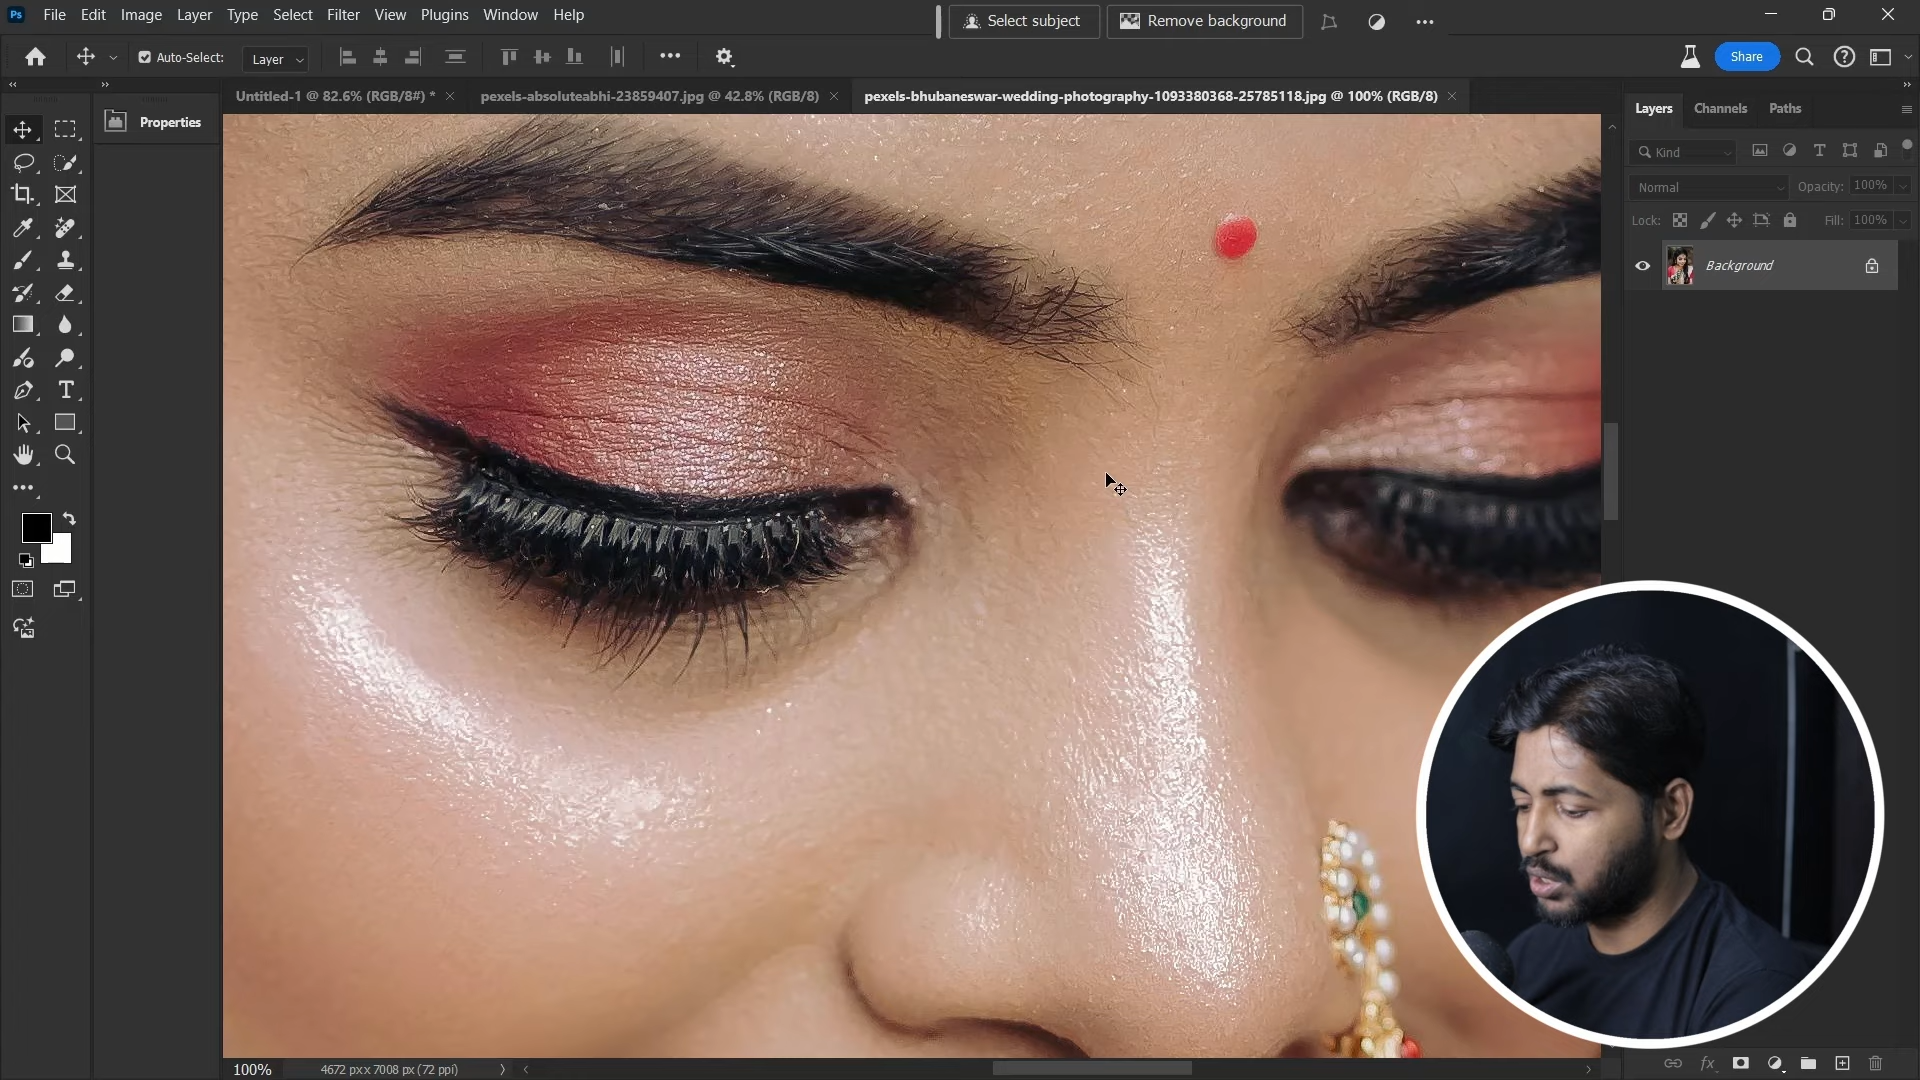 Ps File Edit Image Layer Type Select Filter View Plugins Window Help
Select subject Remove background
Auto-Select: Layer
Share
Untitled-1 @ 82.6% (RGB/8#) *
pexels-absoluteabhi-23859407.jpg @ 42.8% (RGB/8)
pexels-bhubaneswar-wedding-photography-1093380368-25785118.jpg @ 100% (RGB/8)
Properties
Layers Channels Paths
Kind
Normal Opacity: 100%
Lock: Fill: 100%
Background
100% 4672 px x 7008 px (72 ppi)
fx